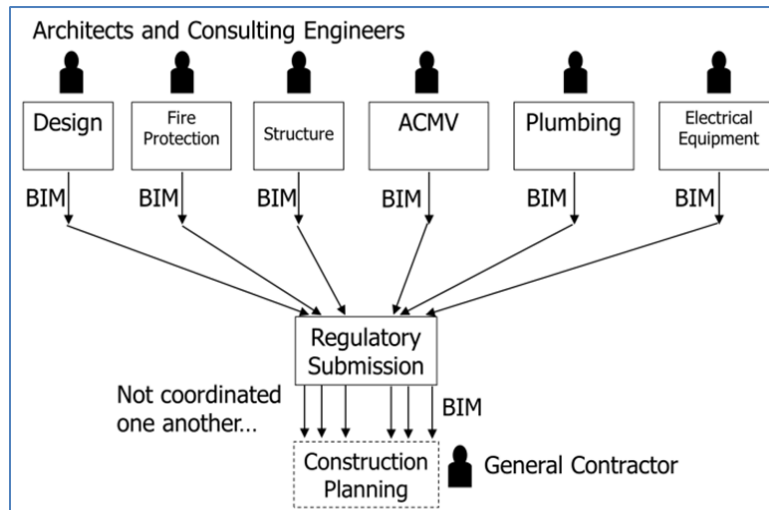 Architects and Consulting Engineers
Design
Fire
Protection
Structure
ACMV
Plumbing
Electrical
Equipment
BIM
BIM
BIM
BIM
BIM
BIM
Regulatory
Submission
Not coordinated
one another...
BIM
Construction
Planning
General Contractor